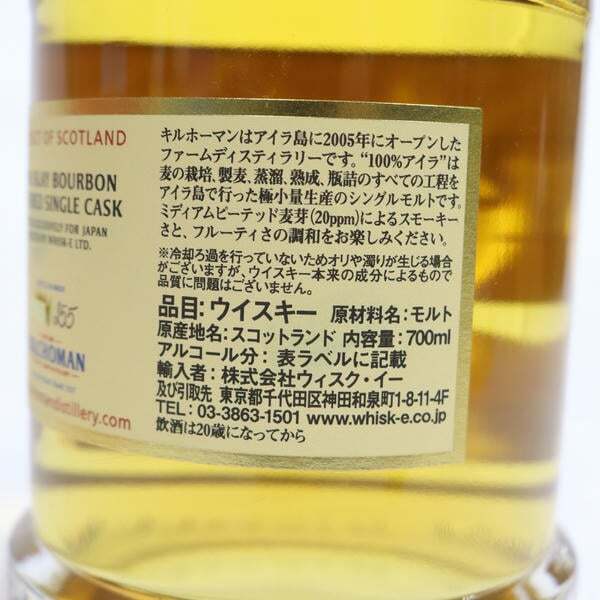 OF SCOTLAND
BOURBON
SINGLE CASK
FOR JAPAN
WHISK-E LTD.
255
distillery.com
キルホーマンはアイラ島に2005年にオープンした
ファームディスティラリーです。“100%アイラ”は
麦の栽培、製麦、蒸溜、熟成、瓶詰のすべての工程を
アイラ島で行った極小量生産のシングルモルトです。
ミディアムピーテッド麦芽(20ppm)によるスモーキー
さと、フルーティさの調和をお楽しみください。
※冷却ろ過を行っていないためオリや濁りが生じる場合
がございますが、ウイスキー本来の成分によるもので
品質に問題はございません。
品目:ウイスキー 原材料名:モルト
原産地名:スコットランド 内容量:700ml
アルコール分:表ラベルに記載
輸入者:株式会社ウィスク・イー
及び引取先 東京都千代田区神田和泉町1-8-11-4F
TEL: 03-3863-1501 www.whisk-e.co.jp
飲酒は20歳になってから